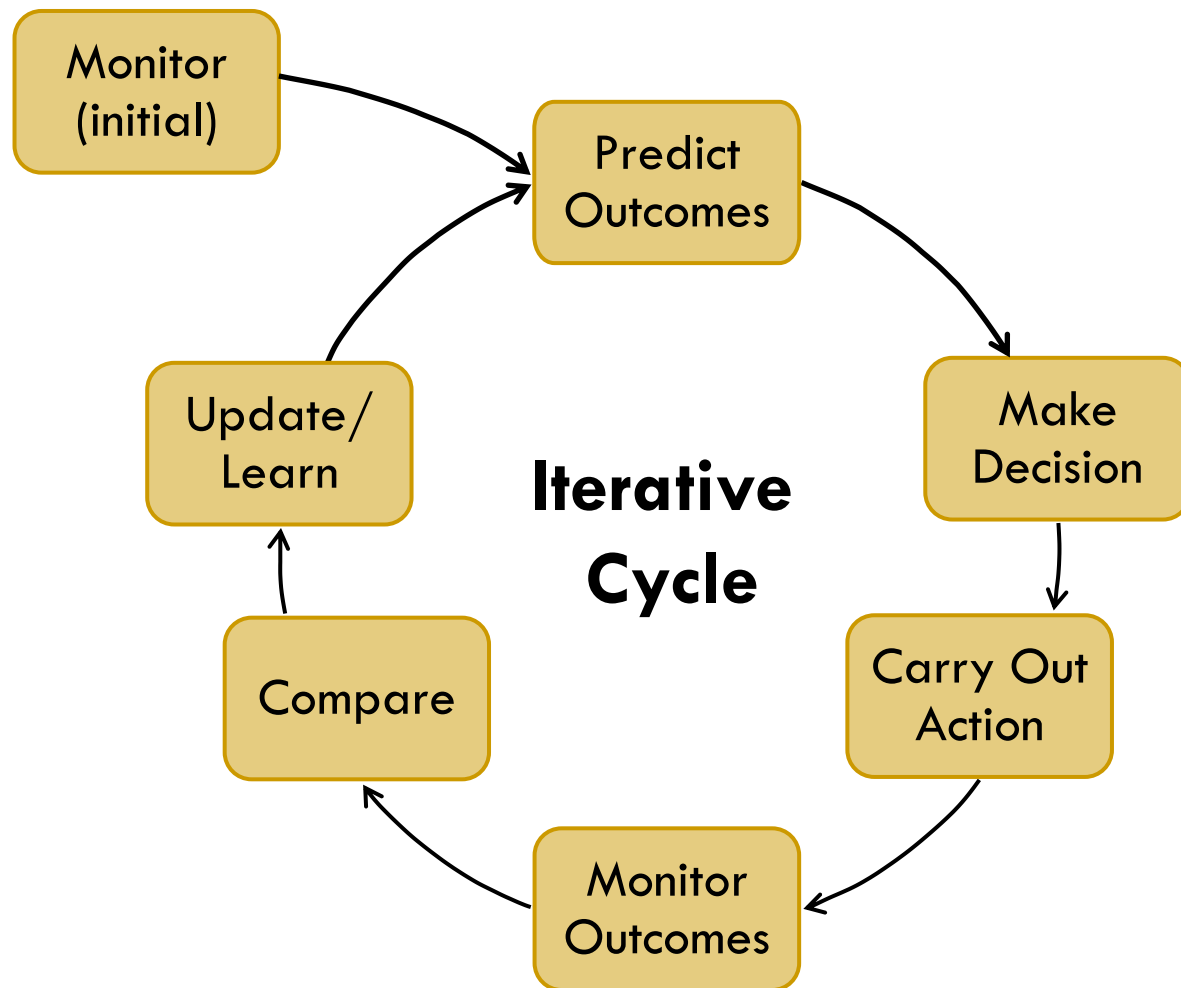 Monitor
(initial)
Predict
Outcomes
Make
Decision
Carry Out
Action
Monitor
Outcomes
Compare
Update/
Learn
Iterative
Cycle